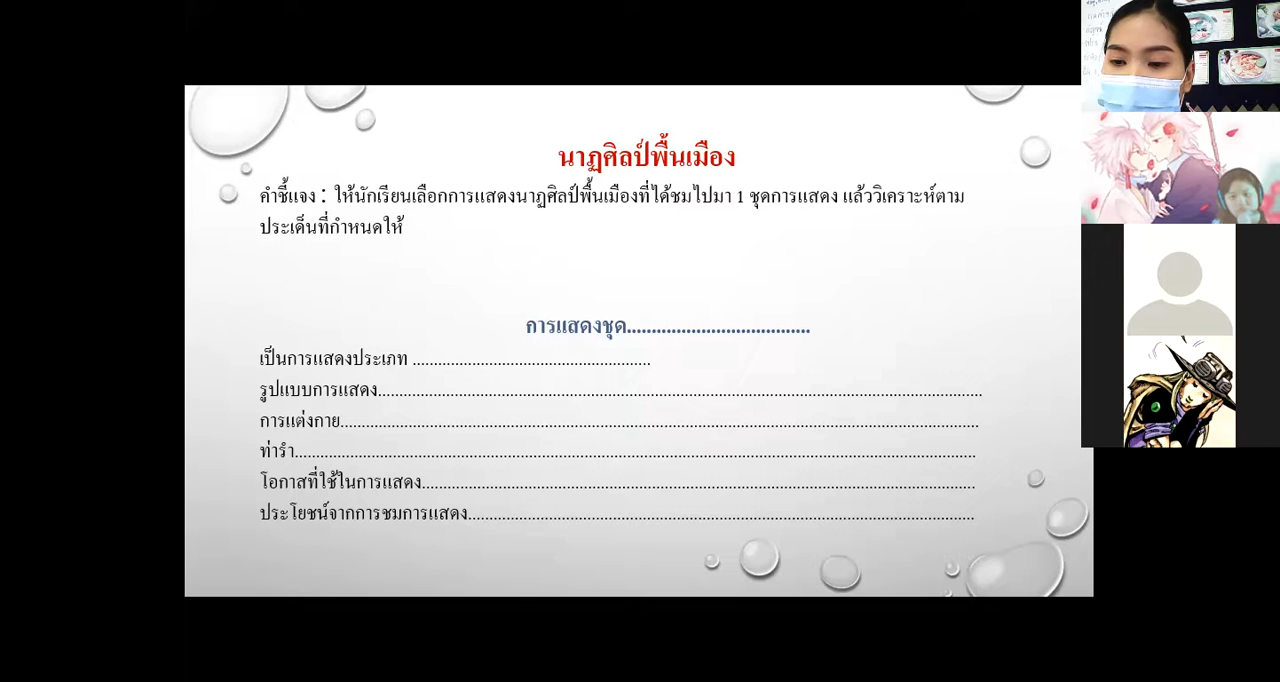 นาฏศิลป์พื้นเมือง
คำชี้แจง : ให้นักเรียนเลือกการแสดงนาฏศิลป์พื้นเมืองที่ได้ชมไปมา 1 ชุดการแสดง แล้ววิเคราะห์ตาม
ประเด็นที่กำหนดให้
การแสดงชุด.....................................
เป็นการแสดงประเภท .....................................................
รูปแบบการแสดง.......................................................................................................................................
การแต่งกาย...............................................................................................................................................
ท่ารำ........................................................................................................................................................
โอกาสที่ใช้ในการแสดง............................................................................................................................
ประโยชน์จากการชมการแสดง.................................................................................................................